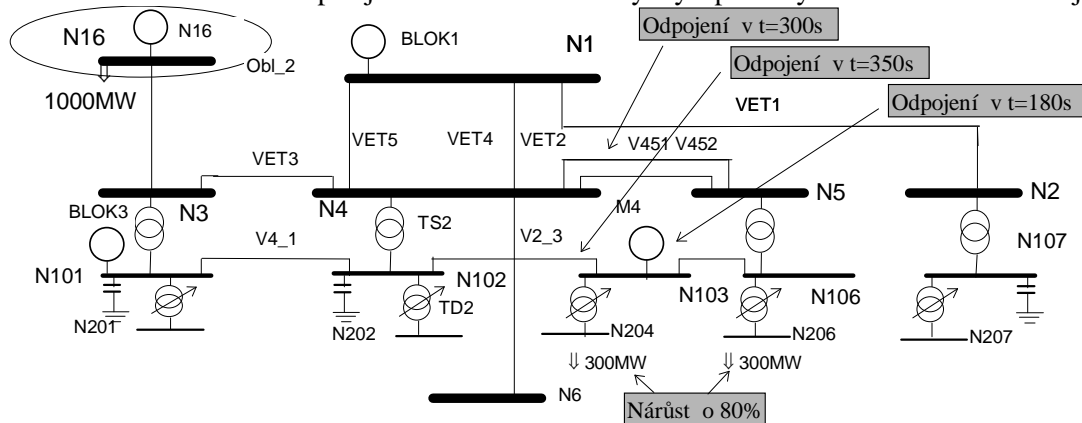 N16
N16
Obl_2
1000MW
BLOK1
N1
Odpojení v t=300s
Odpojení v t=350s
Odpojení v t=180s
VET1
VET5
VET4
VET2
V451 V452
VET3
BLOK3
N3
N4
TS2
M4
N5
N2
V4_1
V2_3
N107
N101
N102
N103
N106
TD2
N201
N202
N204
N206
N207
⇓ 300MW
⇓ 300MW
N6
Nárůst o 80%